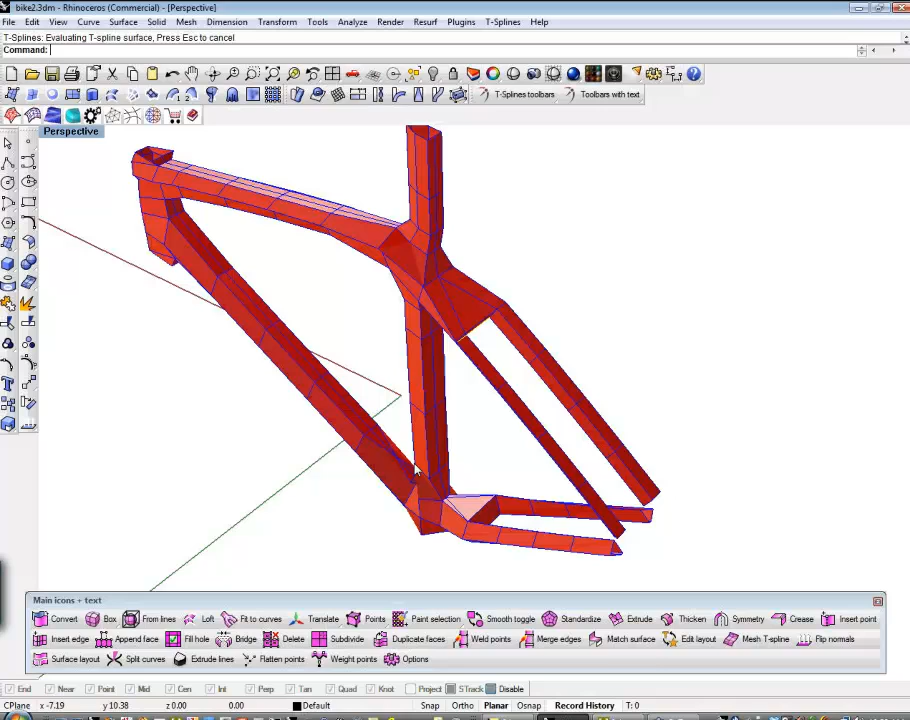 bike2.3dm - Rhinoceros (Commercial) - [Perspective]
File Edit View Curve Surface Solid Mesh Dimension Transform Tools Analyze Render Resurf Plugins T-Splines Help
T-Splines: Evaluating T-spline surface, Press Esc to cancel
Command:
T-Splines toolbars Toolbars with text
Perspective
Main icons + text
Convert Box From lines Loft Fit to curves Translate Points Paint selection Smooth toggle Standardize Extrude Thicken Symmetry Crease Insert point
Insert edge Append face Fill hole Bridge Delete Subdivide Duplicate faces Weld points Merge edges Match surface Edit layout Mesh T-spline Flip normals
Surface layout Split curves Extrude lines Flatten points Weight points Options
End Near Point Mid Cen Int Perp Tan Quad Knot Project STrack Disable
CPlane x -7.19 y 10.38 z 0.00 0.00 Default Snap Ortho Planar Osnap Record History T: 0